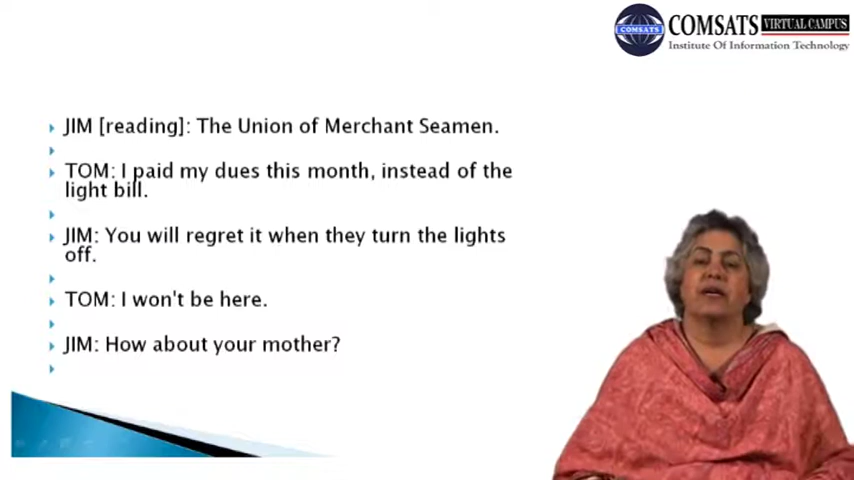 COMSATS VIRTUAL CAMPUS
COMSATS
Institute Of Information Technology
JIM [reading]: The Union of Merchant Seamen.
TOM: I paid my dues this month, instead of the
light bill.
JIM: You will regret it when they turn the lights
off.
TOM: I won't be here.
JIM: How about your mother?